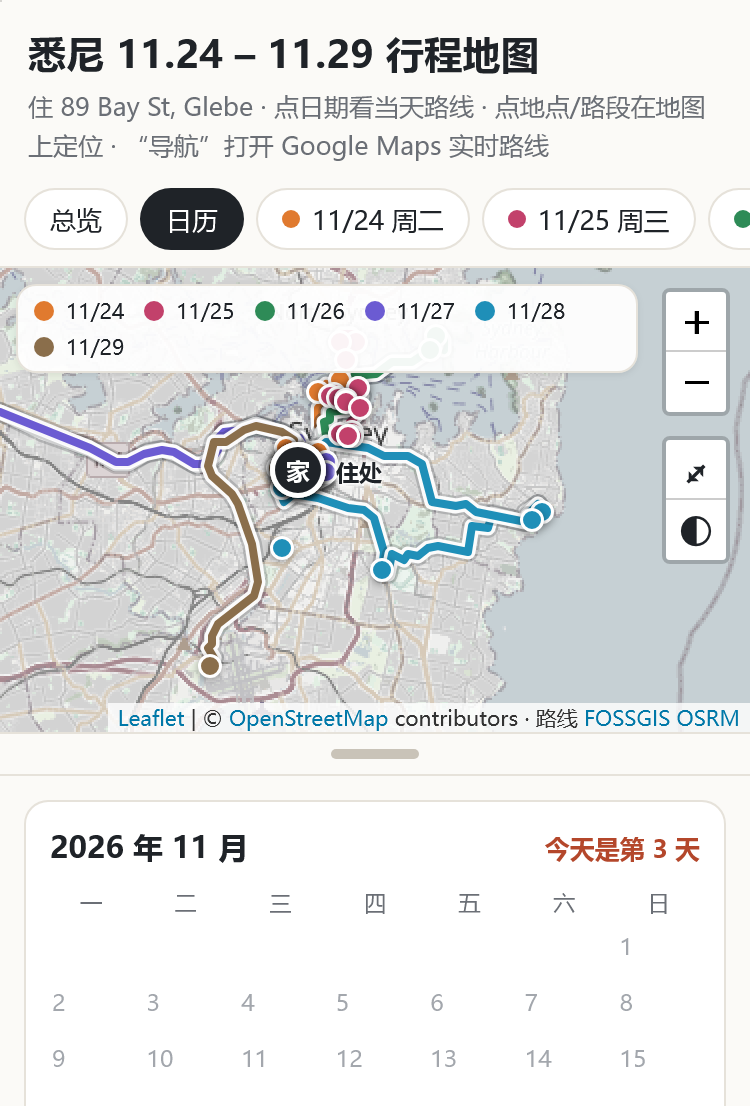 悉尼 11.24 – 11.29 行程地图
住 89 Bay St, Glebe · 点日期看当天路线 · 点地点/路段在地图
上定位 · “导航”打开 Google Maps 实时路线
总览 日历 11/24 周二 11/25 周三
11/24 11/25 11/26 11/27 11/28
11/29
+
−
家 住处
Leaflet | © OpenStreetMap contributors · 路线 FOSSGIS OSRM
2026 年 11 月 今天是第 3 天
一 二 三 四 五 六 日
1
2 3 4 5 6 7 8
9 10 11 12 13 14 15